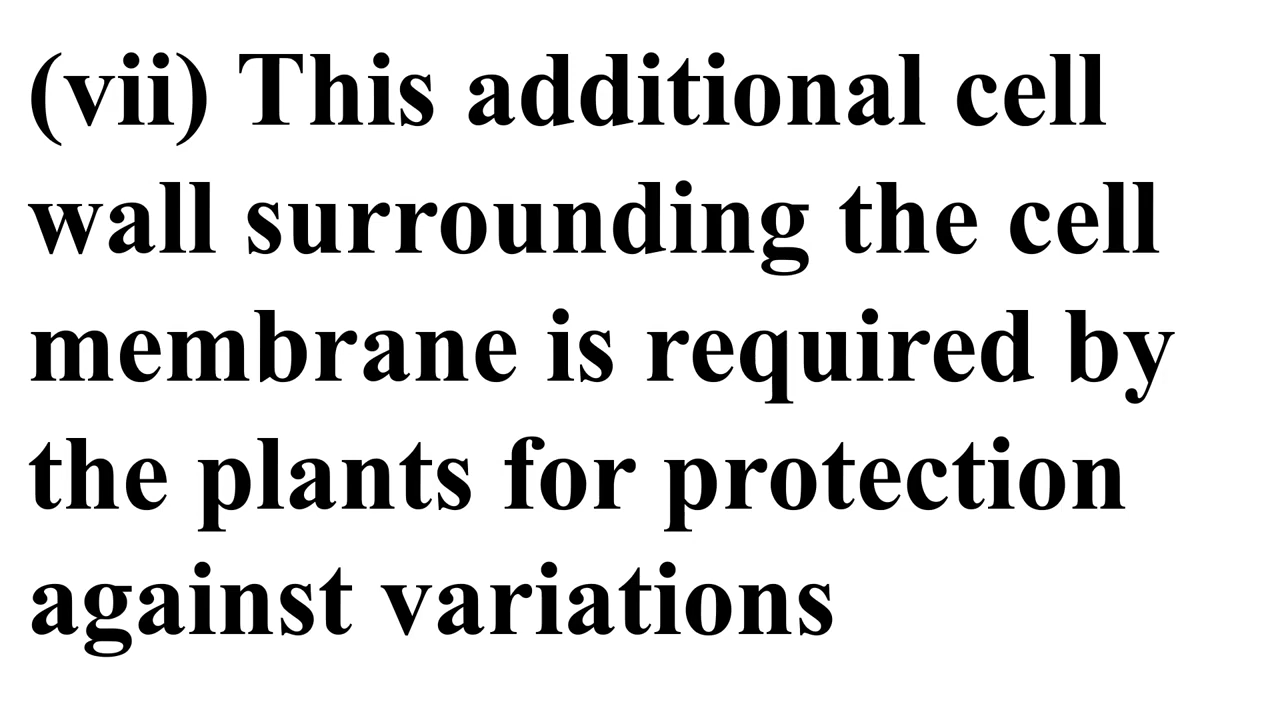 (vii) This additional cell
wall surrounding the cell
membrane is required by
the plants for protection
against variations